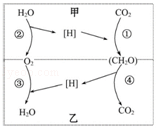 甲
H₂O CO₂
② [H] ①
O₂ (CH₂O)
③ [H] ④
H₂O CO₂
乙